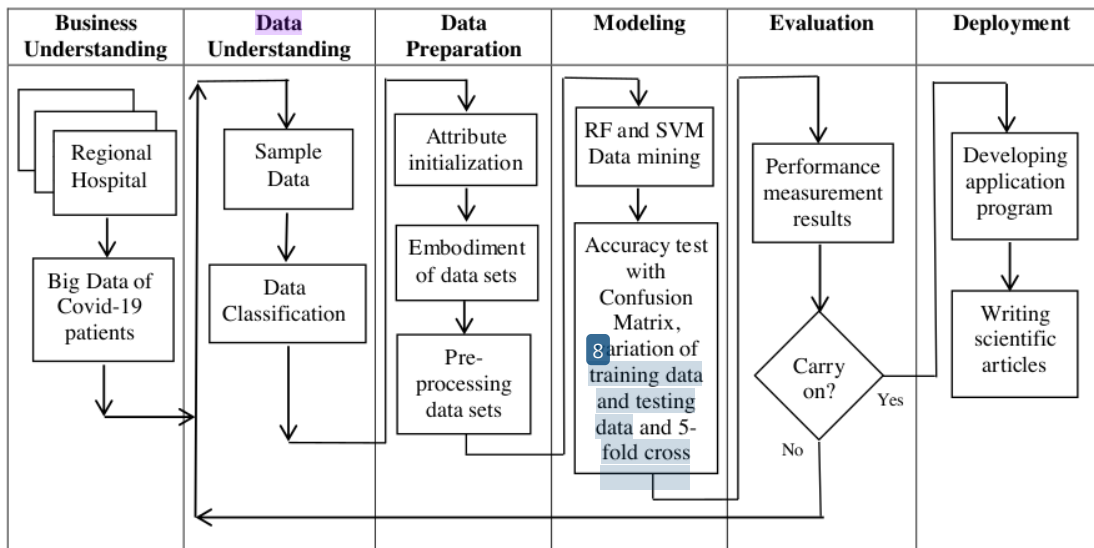 Business
Understanding
Data
Understanding
Data
Preparation
Modeling
Evaluation
Deployment
Regional
Hospital
Big Data of
Covid-19
patients
Sample
Data
Data
Classification
Attribute
initialization
Embodiment
of data sets
Pre-
processing
data sets
RF and SVM
Data mining
Accuracy test
with
Confusion
Matrix,
8
ariation of
training data
and testing
data and 5-
fold cross
Performance
measurement
results
Carry
on?
Yes
No
Developing
application
program
Writing
scientific
articles